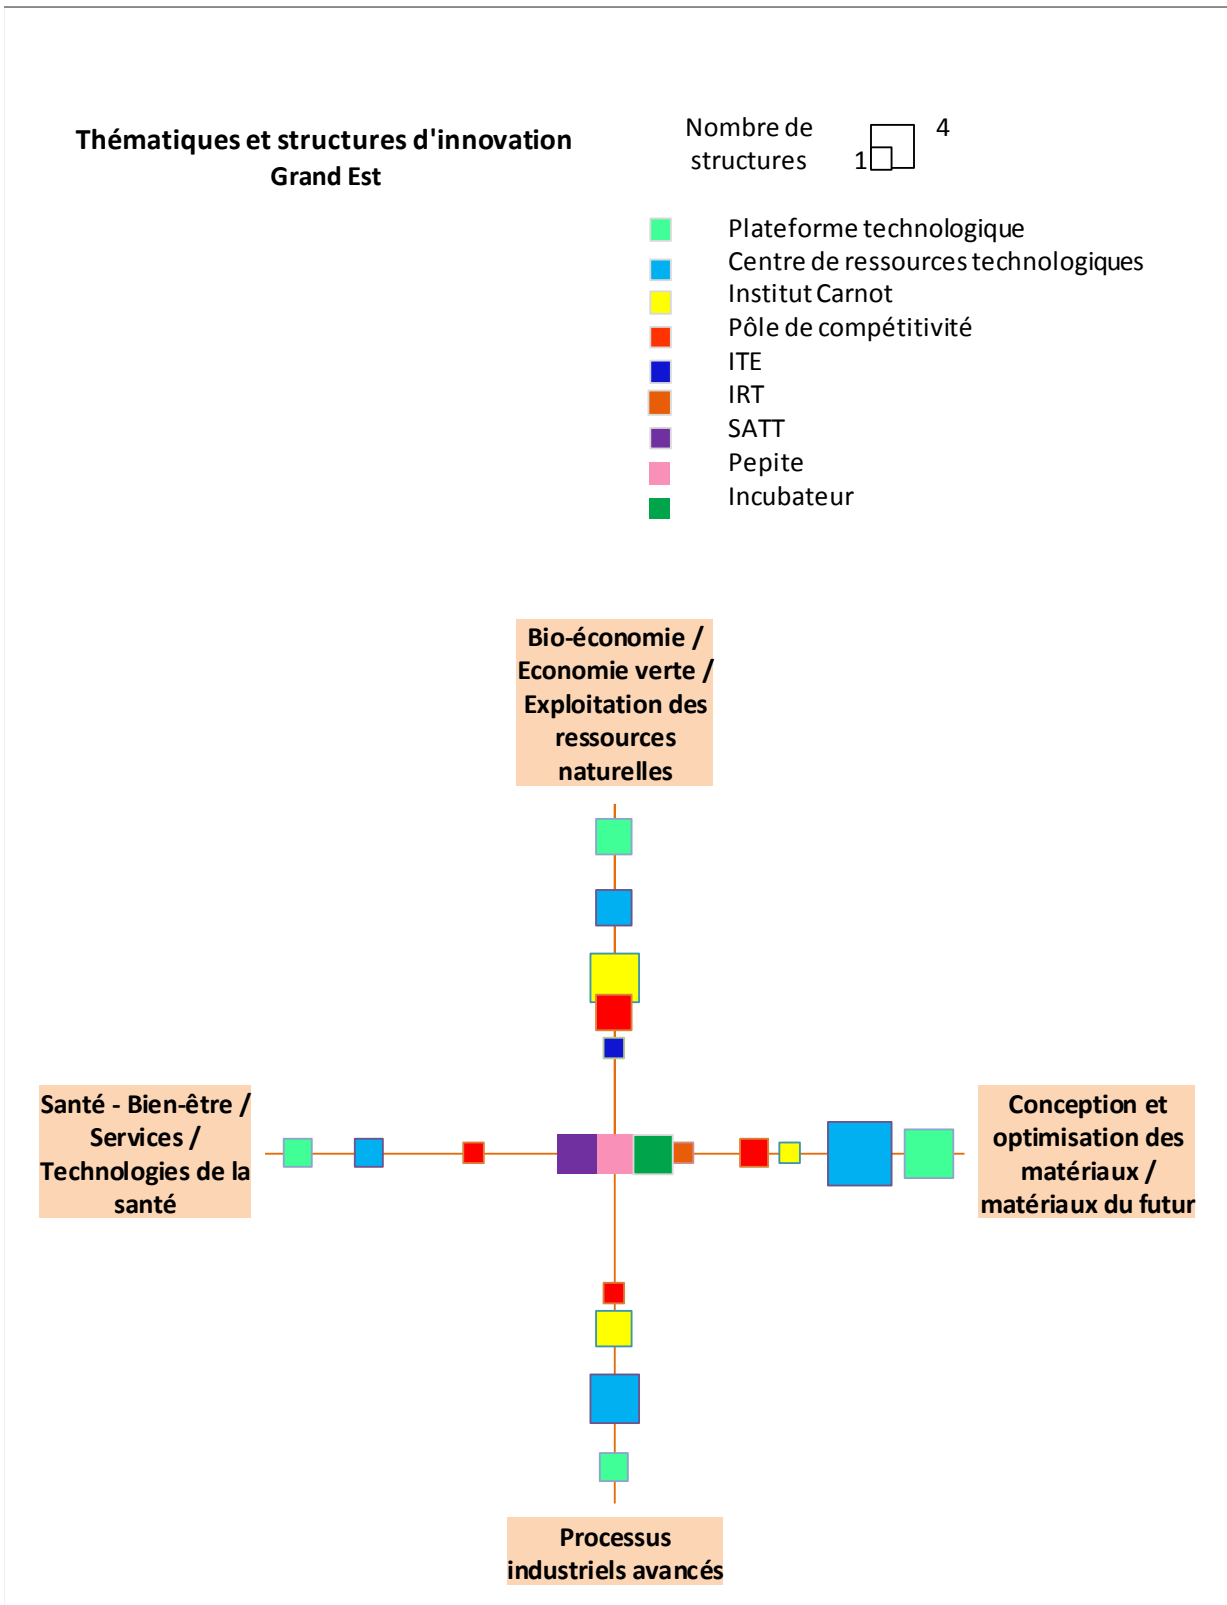 Thématiques et structures d'innovation
Grand Est
Nombre de
structures
4
1
Plateforme technologique
Centre de ressources technologiques
Institut Carnot
Pôle de compétitivité
ITE
IRT
SATT
Pepite
Incubateur
Bio-économie /
Economie verte /
Exploitation des
ressources
naturelles
Santé - Bien-être /
Services /
Technologies de la
santé
Conception et
optimisation des
matériaux /
matériaux du futur
Processus
industriels avancés